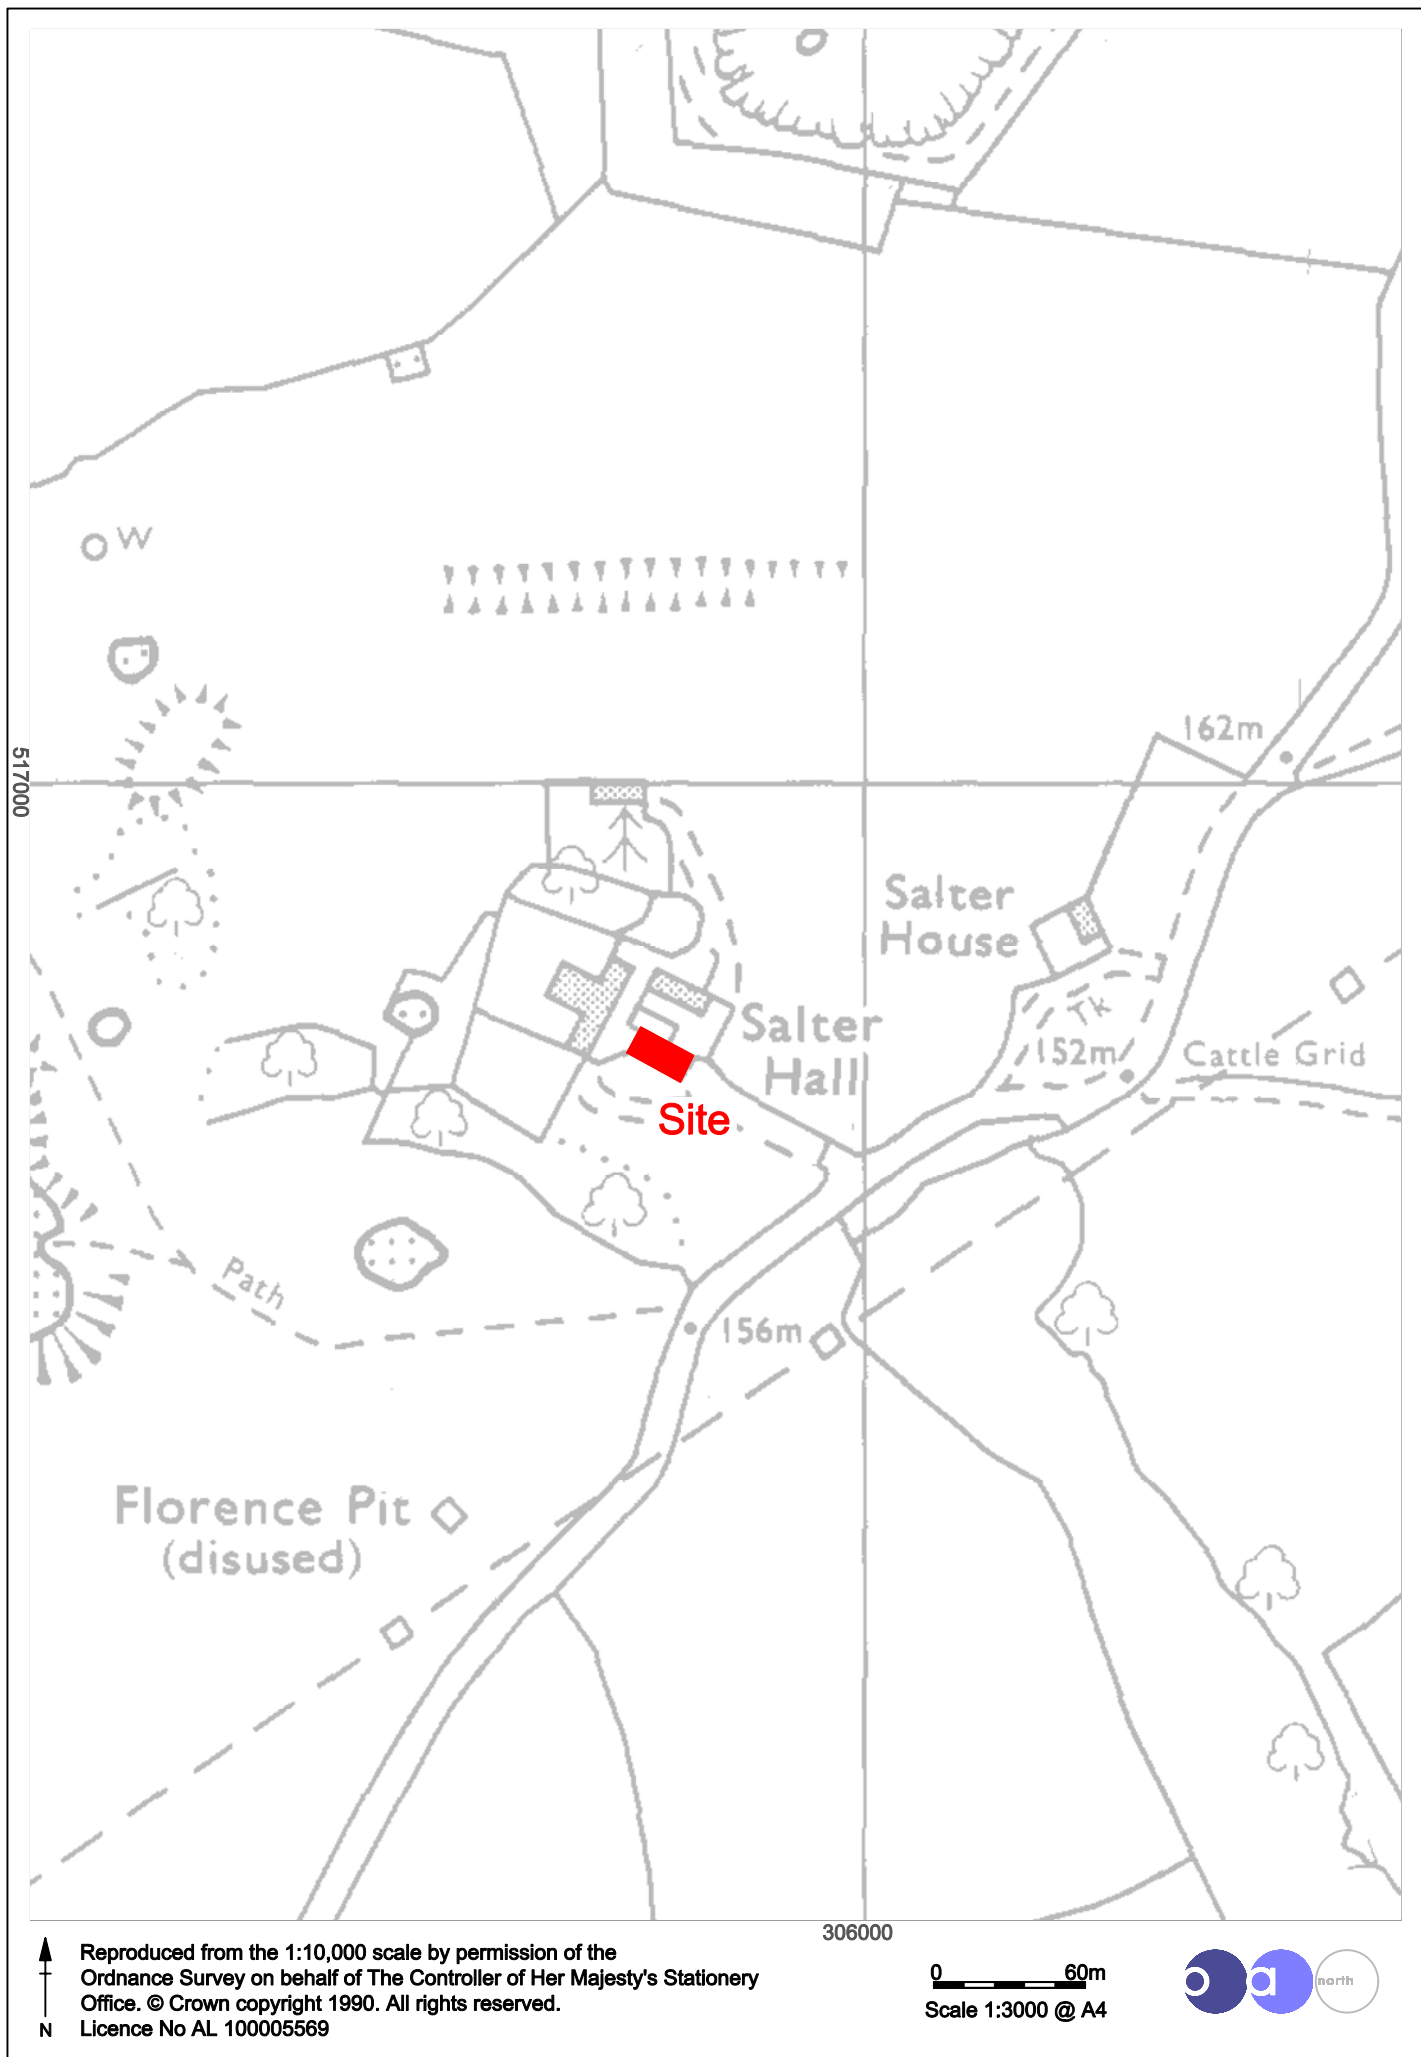 W
162m
517000
Salter
House
Tk
Salter
Hall
152m
Cattle Grid
Site
Path
156m
Florence Pit
(disused)
306000
Reproduced from the 1:10,000 scale by permission of the
Ordnance Survey on behalf of The Controller of Her Majesty's Stationery
Office. © Crown copyright 1990. All rights reserved.
Licence No AL 100005569
N
0 60m
Scale 1:3000 @ A4
oa north